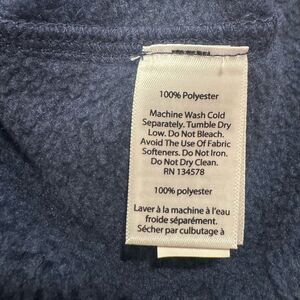 100% Polyester
Machine Wash Cold
Separately. Tumble Dry
Low. Do Not Bleach.
Avoid The Use Of Fabric
Softeners. Do Not Iron.
Do Not Dry Clean.
RN 134578
100% polyester
Laver à la machine à l'eau
froide séparément.
Sécher par culbutage à